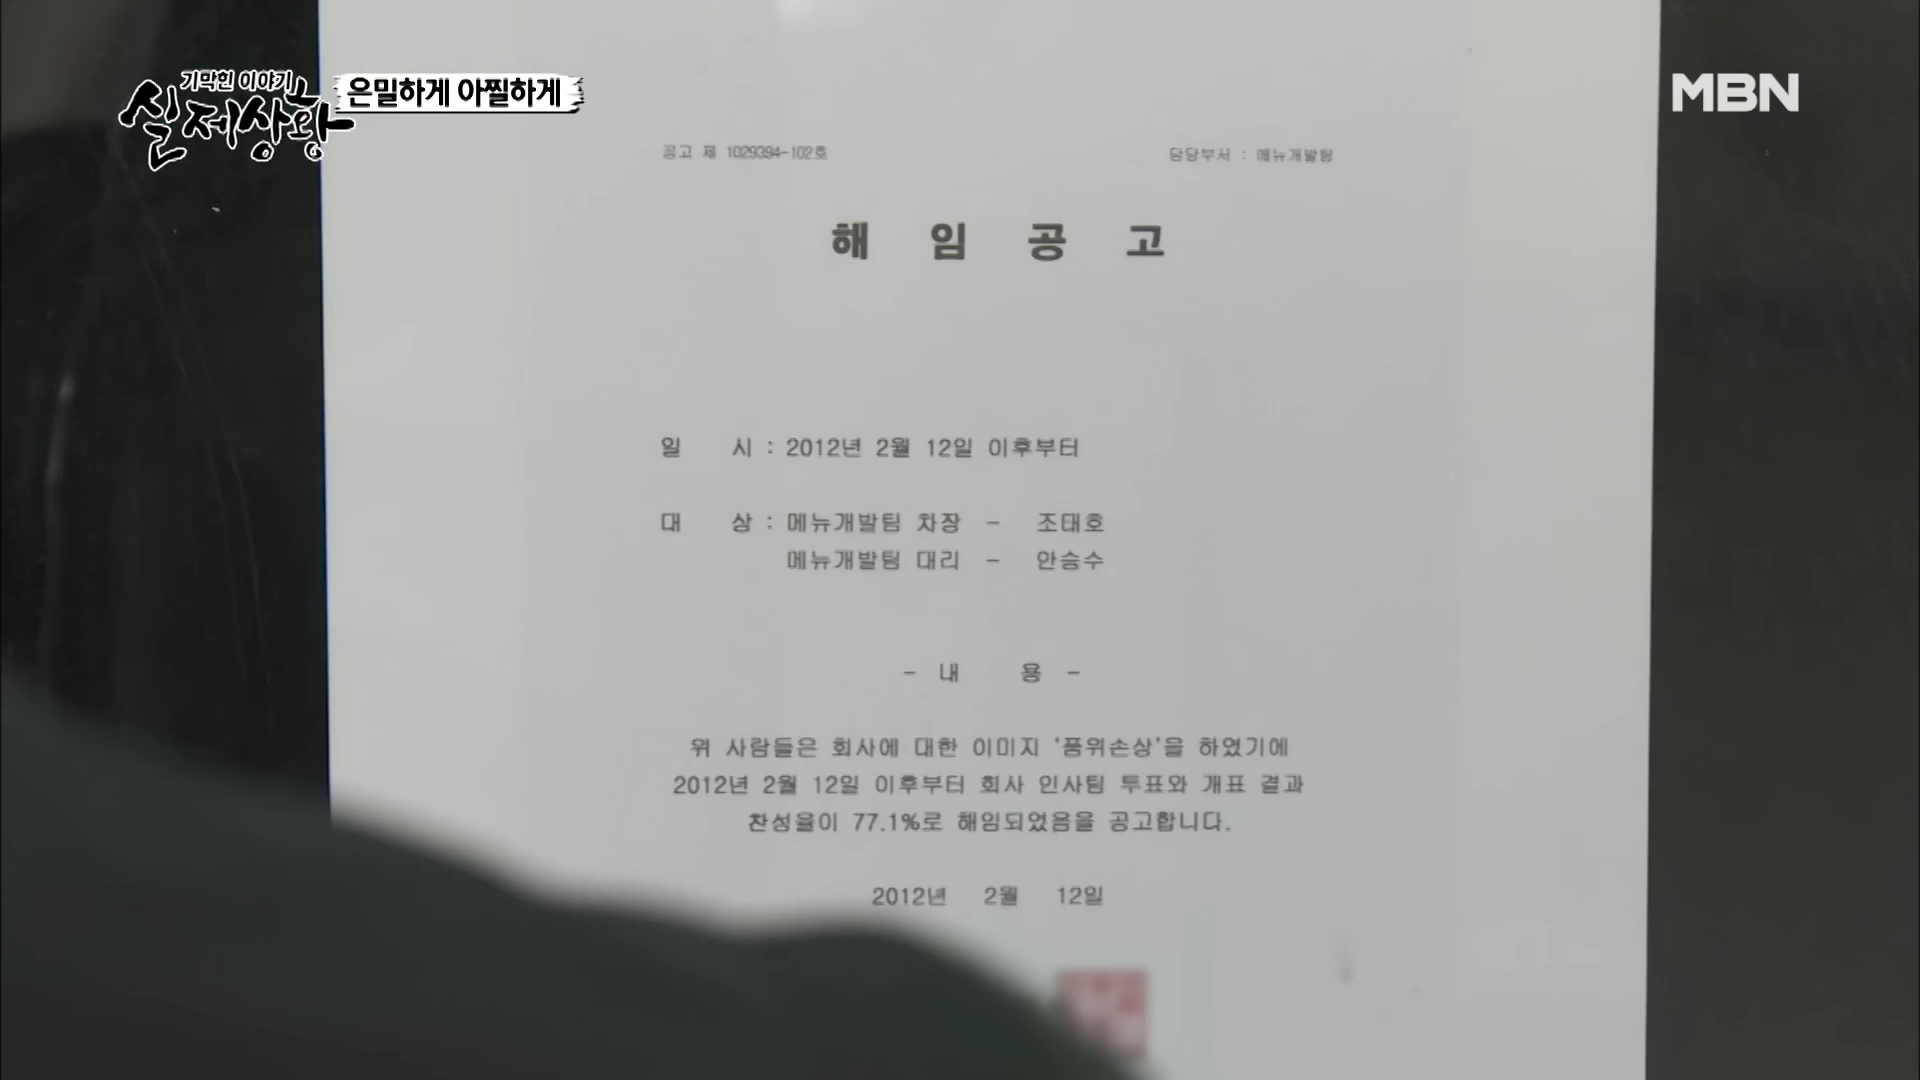 기막힌 이야기
실제상황
은밀하게 아찔하게
MBN
공고 제 1029394-102호
담당부서 : 메뉴개발팀
해 임 공 고
일 시 : 2012년 2월 12일 이후부터
대 상 : 메뉴개발팀 차장 - 조태호
메뉴개발팀 대리 - 안승수
- 내 용 -
위 사람들은 회사에 대한 이미지 '품위손상'을 하였기에
2012년 2월 12일 이후부터 회사 인사팀 투표와 개표 결과
찬성율이 77.1%로 해임되었음을 공고합니다.
2012년 2월 12일